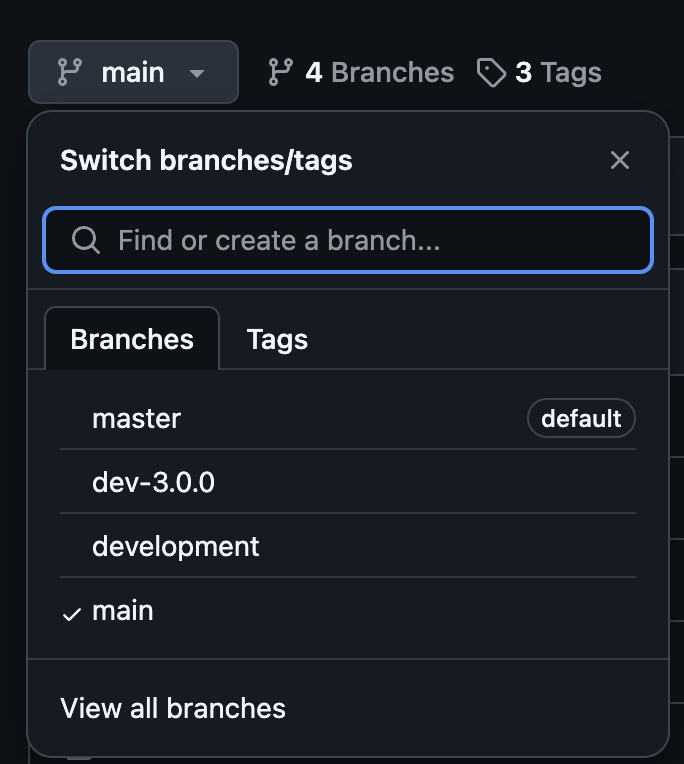 main 4 Branches 3 Tags
Switch branches/tags
Find or create a branch...
Branches Tags
master default
dev-3.0.0
development
main
View all branches